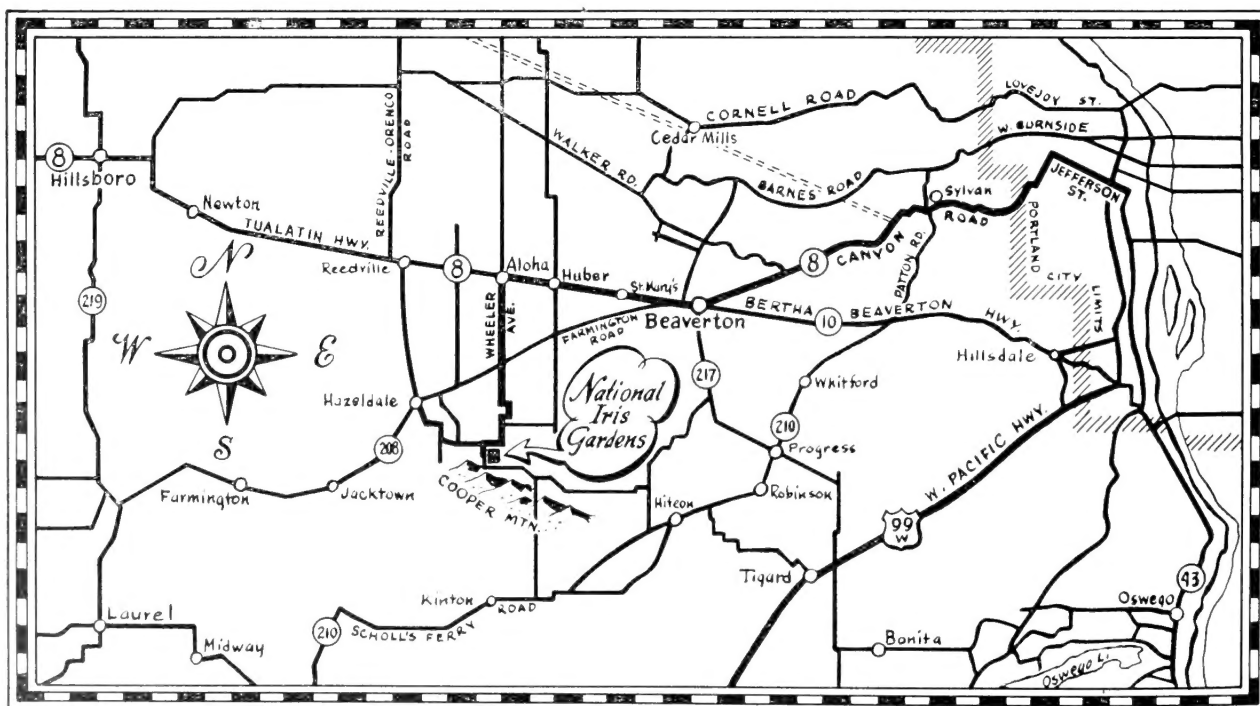 LOVEJOY ST.
CORNELL ROAD
W. BURNSIDE
Cedar Mills
REEDVILLE-ORENCO
ROAD
WALKER RD.
8
Hillsboro
BARNES ROAD
Sylvan
JEFFERSON
ST.
Newton
TUALATIN HWY.
CANYON
ROAD
PATTON RD.
PORTLAND
CITY
LIMITS
N
W
E
S
Reedville
8
Aloha
Huber
St. Mary's
8
219
WHEELER
AVE.
FARMINGTON
ROAD
Beaverton
BERTHA BEAVERTON
HWY.
10
Hillsdale
217
Whitford
Hazeldale
National
Iris
Gardens
210
W. PACIFIC HWY.
208
Progress
Farmington
Jacktown
COOPER MTN.
Robinson
Hiteon
99
W
Tigard
43
Oswego
Kinton
ROAD
Laurel
210
SCHOLL'S FERRY
Midway
Bonita
Oswego L.